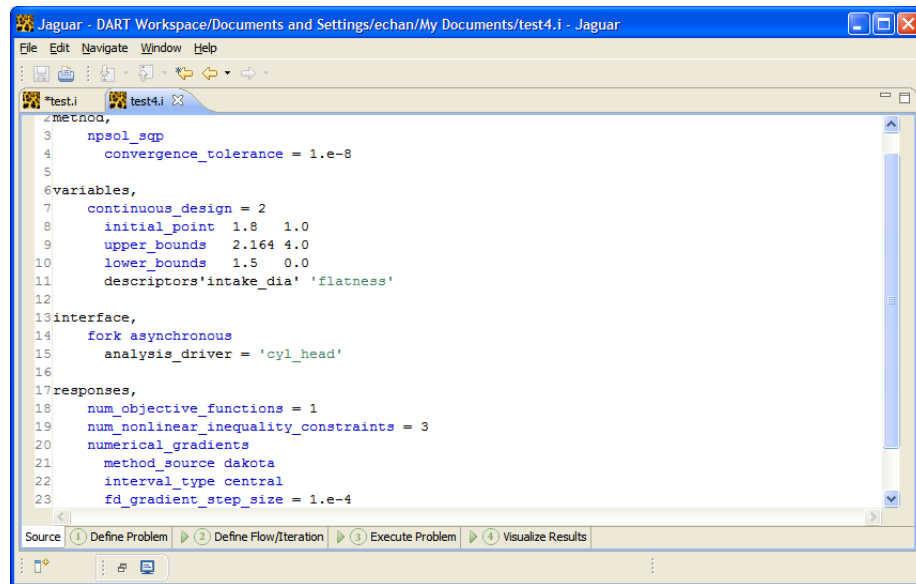 Jaguar - DART Workspace/Documents and Settings/echan/My Documents/test4.i - Jaguar
File Edit Navigate Window Help
*test.i test4.i
2 method,
3 npsol_sqp
4 convergence_tolerance = 1.e-8
5
6 variables,
7 continuous_design = 2
8 initial_point 1.8 1.0
9 upper_bounds 2.164 4.0
10 lower_bounds 1.5 0.0
11 descriptors'intake_dia' 'flatness'
12
13 interface,
14 fork asynchronous
15 analysis_driver = 'cyl_head'
16
17 responses,
18 num_objective_functions = 1
19 num_nonlinear_inequality_constraints = 3
20 numerical_gradients
21 method_source dakota
22 interval_type central
23 fd_gradient_step_size = 1.e-4
Source 1 Define Problem 2 Define Flow/Iteration 3 Execute Problem 4 Visualize Results